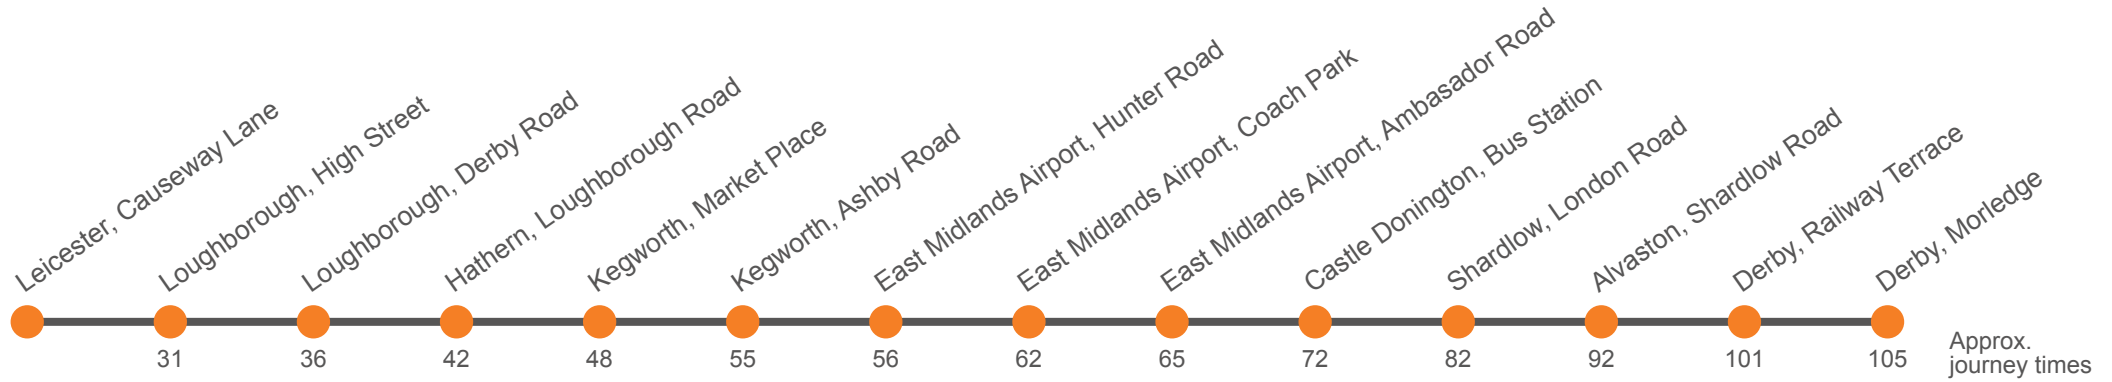 Leicester, Causeway Lane
Loughborough, High Street
Loughborough, Derby Road
Hathern, Loughborough Road
Kegworth, Market Place
Kegworth, Ashby Road
East Midlands Airport, Hunter Road
East Midlands Airport, Coach Park
East Midlands Airport, Ambasador Road
Castle Donington, Bus Station
Shardlow, London Road
Alvaston, Shardlow Road
Derby, Railway Terrace
Derby, Morledge
31 36 42 48 55 56 62 65 72 82 92 101 105
Approx.
journey times